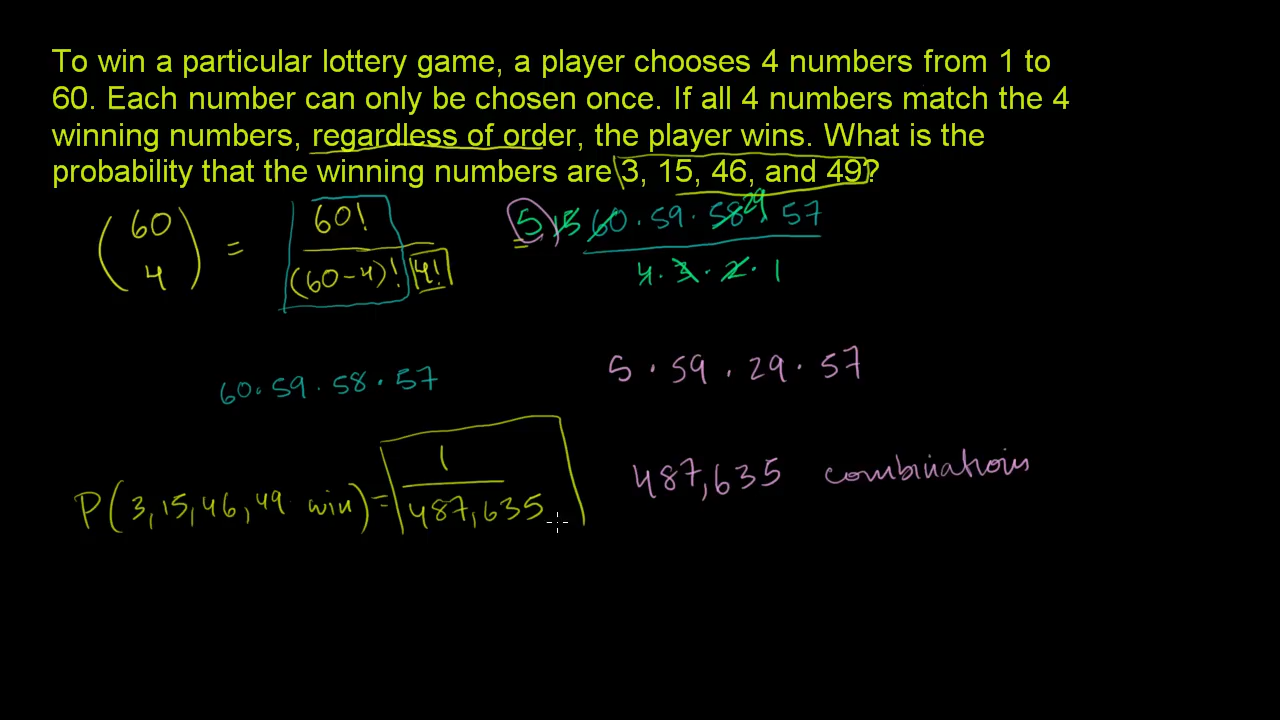 To win a particular lottery game, a player chooses 4 numbers from 1 to
60. Each number can only be chosen once. If all 4 numbers match the 4
winning numbers, regardless of order, the player wins. What is the
probability that the winning numbers are 3, 15, 46, and 49?
(60 4) = 60! / (60-4)! 4!
5 15 60 · 59 · 58 29 · 57
4 · 3 · 2 · 1
60 · 59 · 58 · 57
5 · 59 · 29 · 57
P(3, 15, 46, 49 win) = 1 / 487,635
487,635 combinations